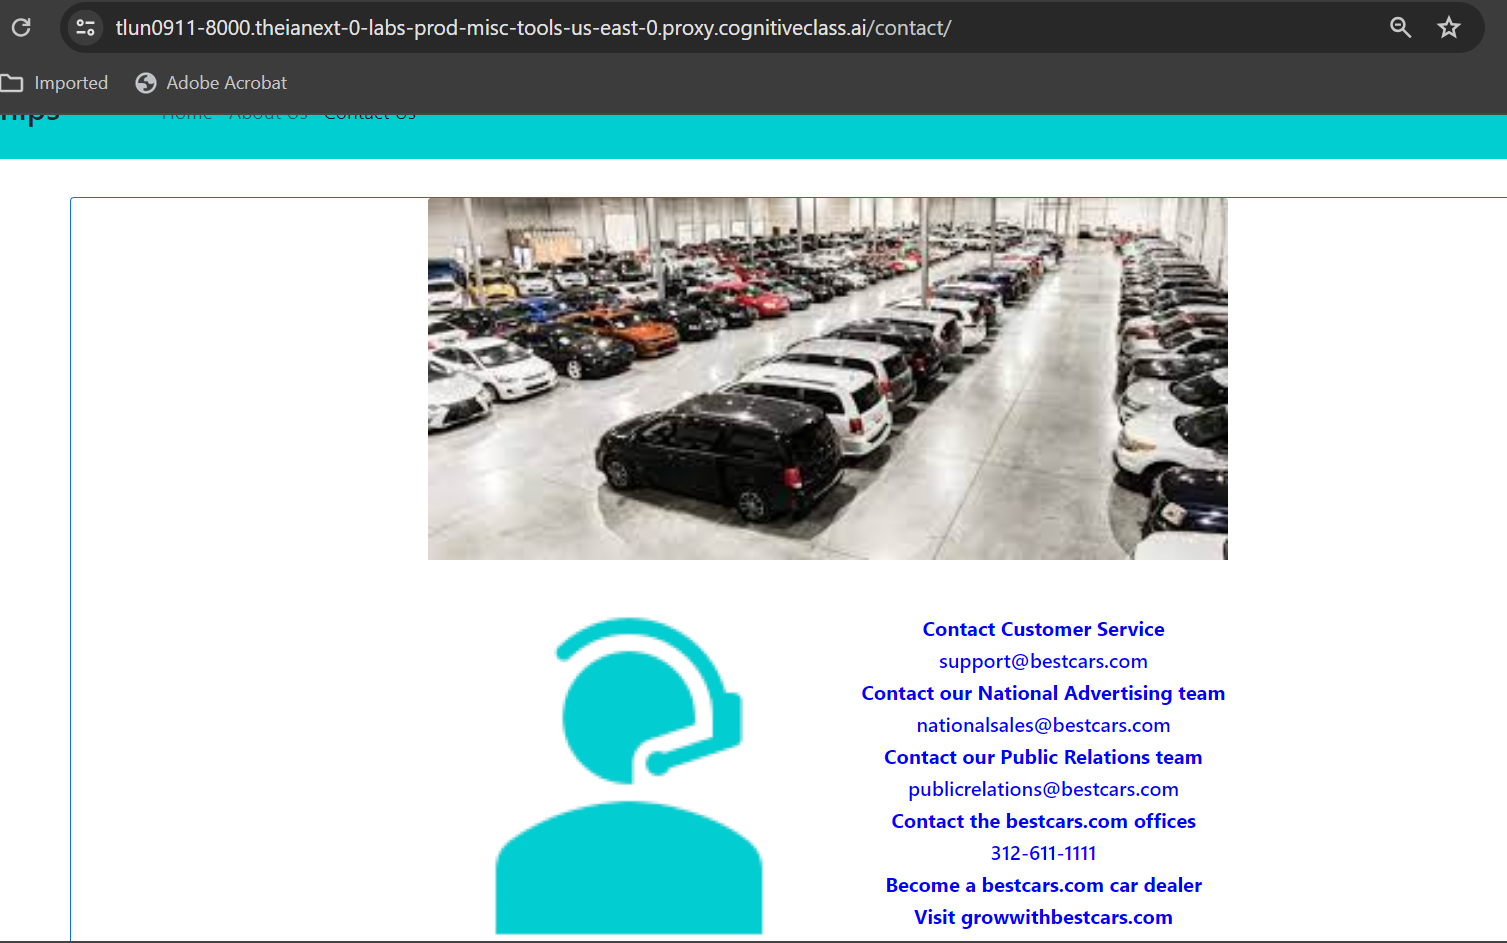 tlun0911-8000.theianext-0-labs-prod-misc-tools-us-east-0.proxy.cognitiveclass.ai/contact/
Imported
Adobe Acrobat
Home About Us Contact Us
Contact Customer Service
support@bestcars.com
Contact our National Advertising team
nationalsales@bestcars.com
Contact our Public Relations team
publicrelations@bestcars.com
Contact the bestcars.com offices
312-611-1111
Become a bestcars.com car dealer
Visit growwithbestcars.com